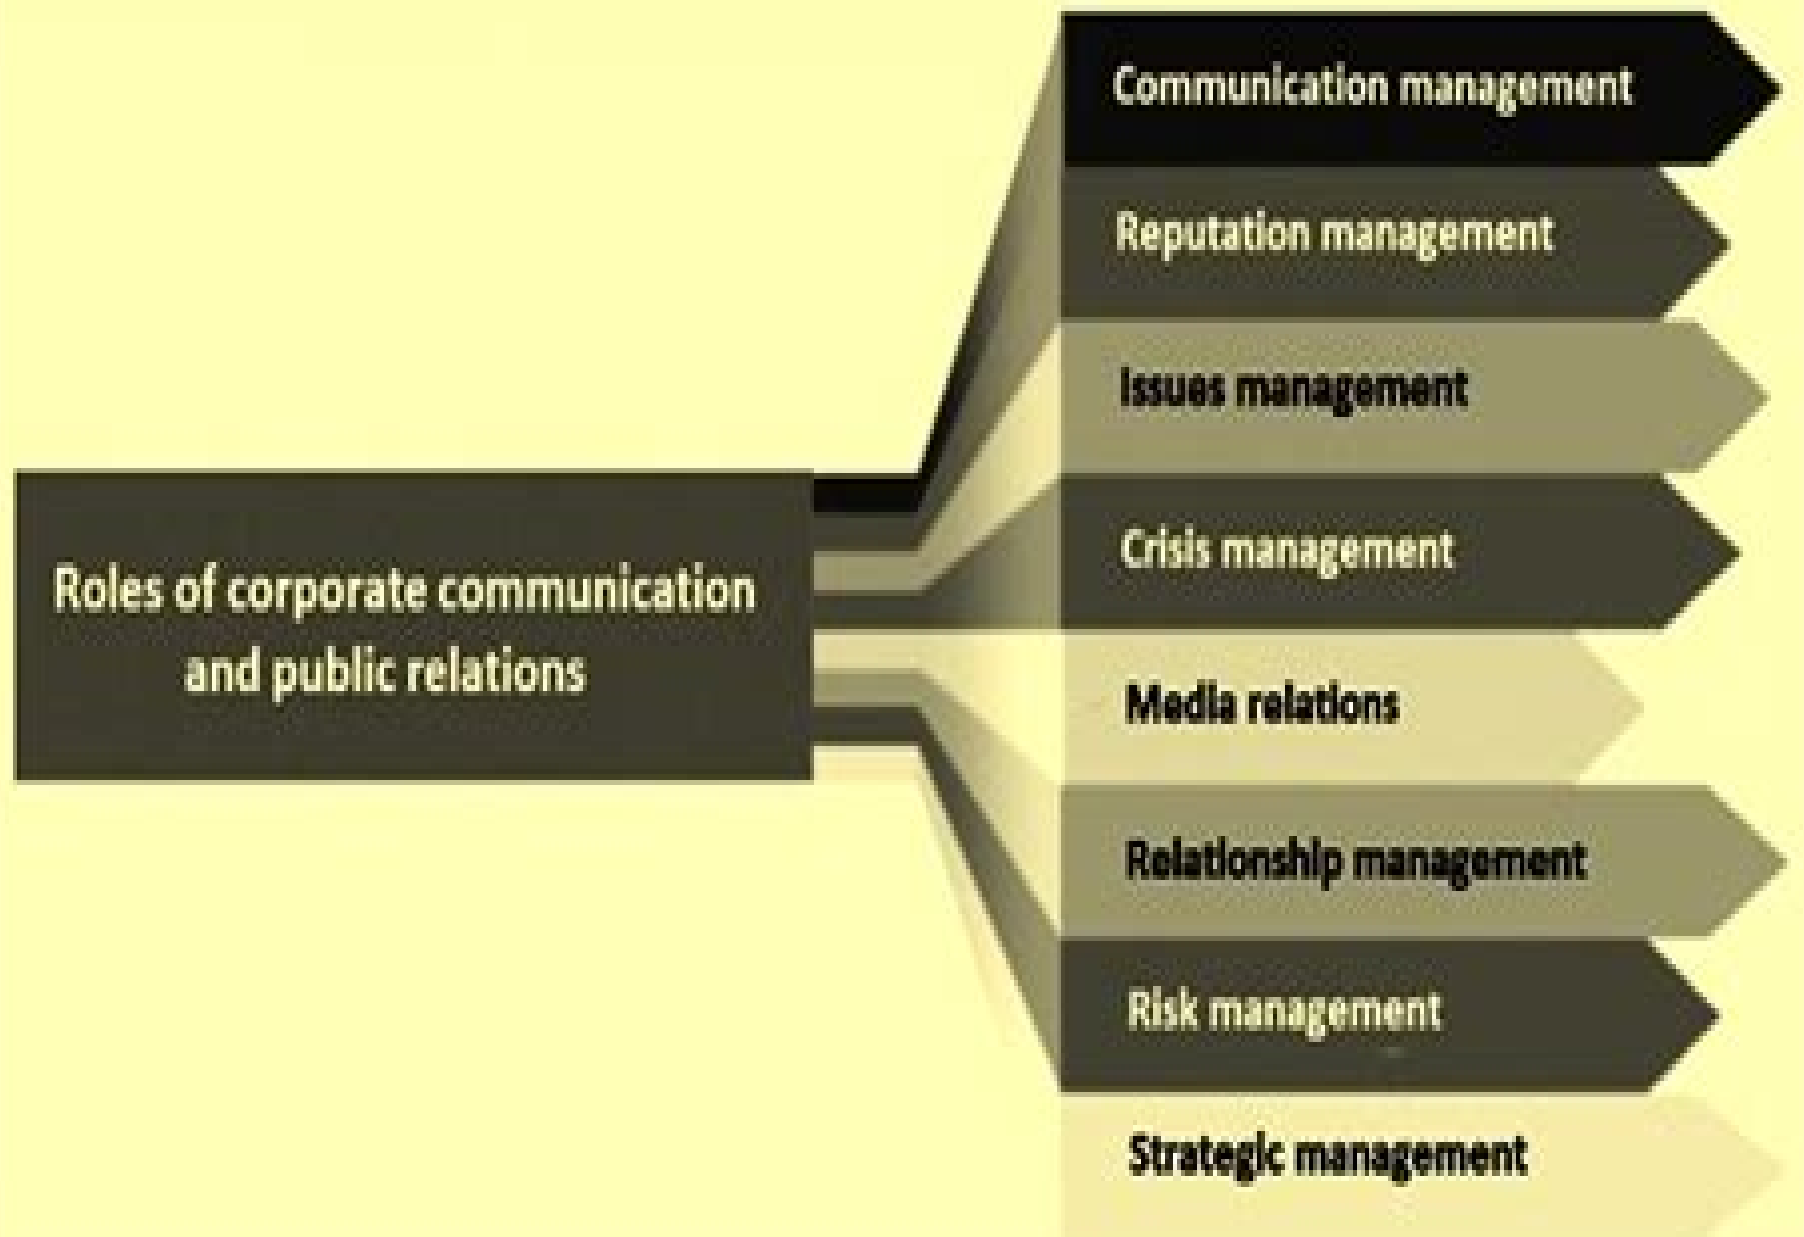 Roles of corporate communication
and public relations
Communication management
Reputation management
Issues management
Crisis management
Media relations
Relationship management
Risk management
Strategic management